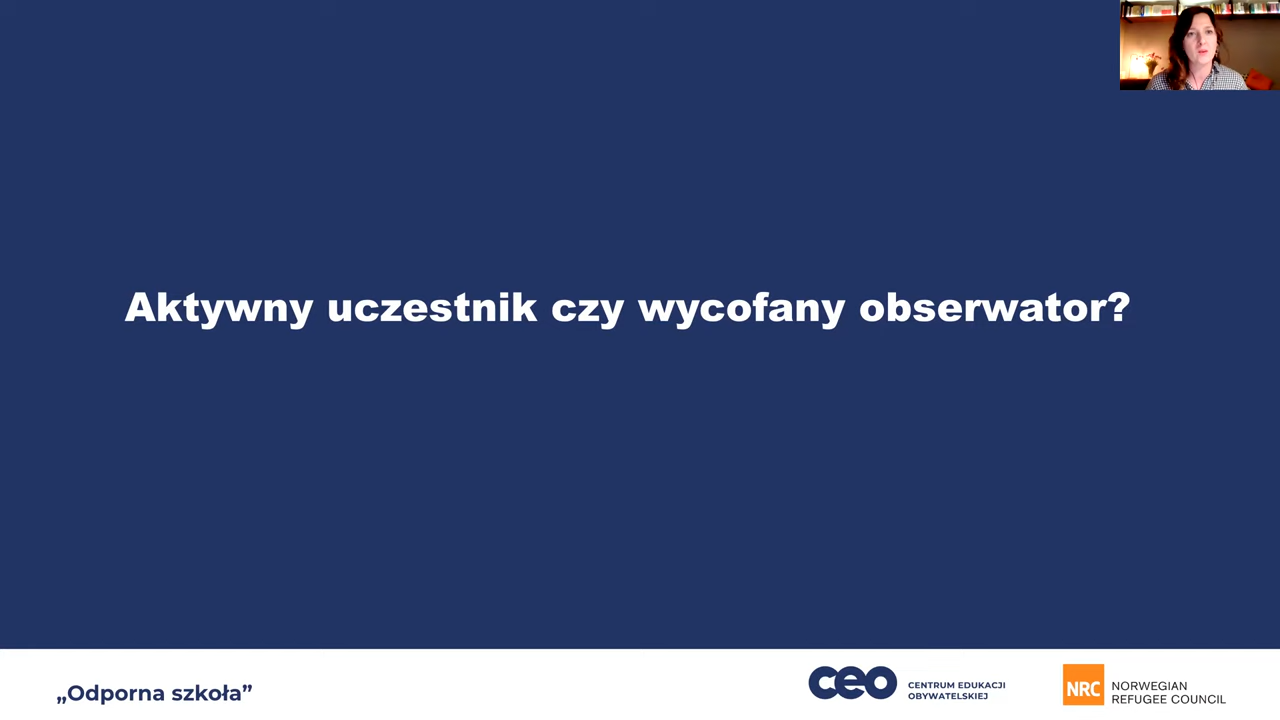 Aktywny uczestnik czy wycofany obserwator?
„Odporna szkoła”
ceo
CENTRUM EDUKACJI
OBYWATELSKIEJ
NRC
NORWEGIAN
REFUGEE COUNCIL